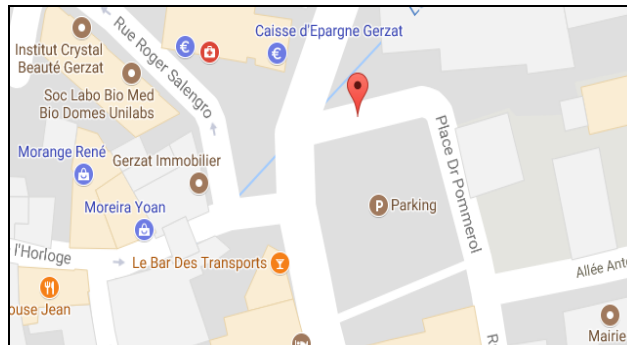 Rue Roger Salengro
Caisse d'Epargne Gerzat
Institut Crystal
Beauté Gerzat
Soc Labo Bio Med
Bio Domes Unilabs
Morange René
Gerzat Immobilier
Moreira Yoan
Place Dr Pommerol
P Parking
l'Horloge
Le Bar Des Transports
Allée Anto
ouse Jean
Mairie